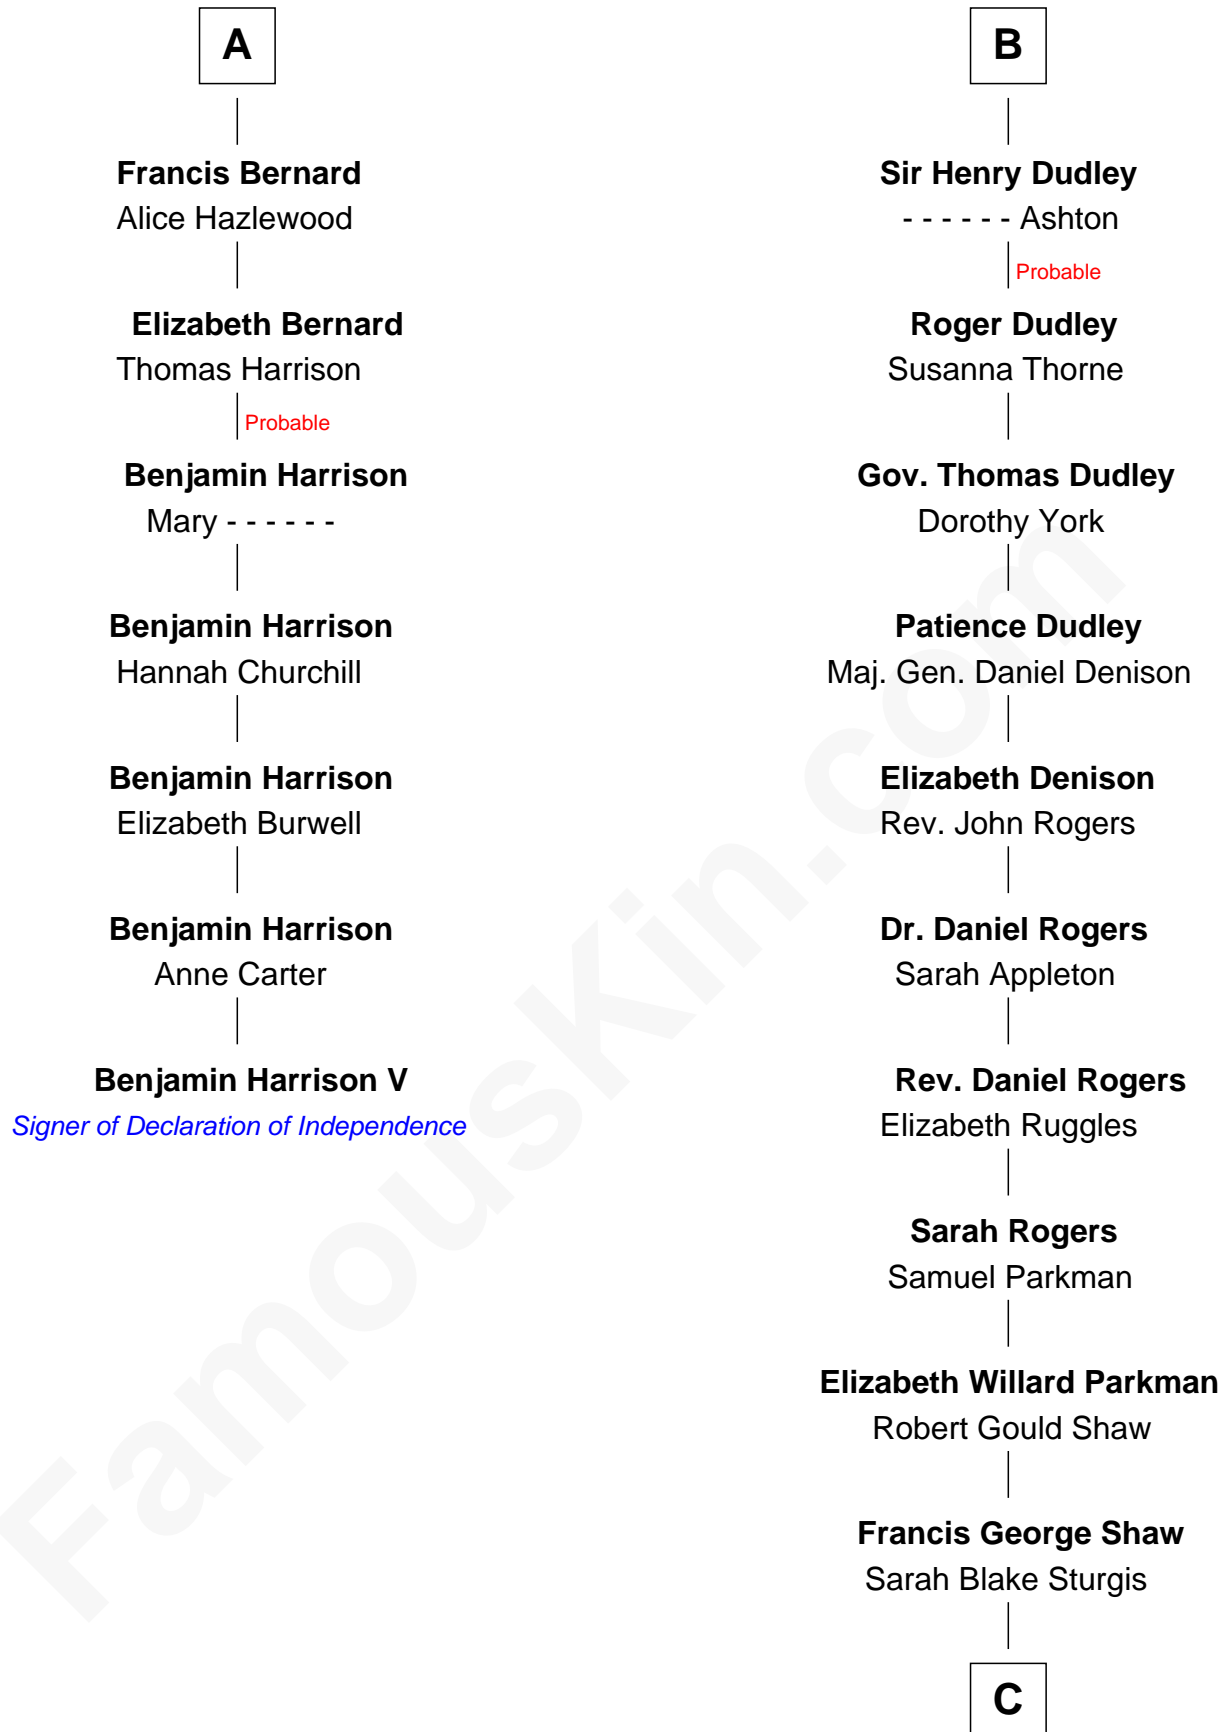 A
Francis Bernard
Alice Hazlewood
Elizabeth Bernard
Thomas Harrison
Probable
Benjamin Harrison
Mary - - - - - -
Benjamin Harrison
Hannah Churchill
Benjamin Harrison
Elizabeth Burwell
Benjamin Harrison
Anne Carter
Benjamin Harrison V
Signer of Declaration of Independence
B
Sir Henry Dudley
- - - - - - Ashton
Probable
Roger Dudley
Susanna Thorne
Gov. Thomas Dudley
Dorothy York
Patience Dudley
Maj. Gen. Daniel Denison
Elizabeth Denison
Rev. John Rogers
Dr. Daniel Rogers
Sarah Appleton
Rev. Daniel Rogers
Elizabeth Ruggles
Sarah Rogers
Samuel Parkman
Elizabeth Willard Parkman
Robert Gould Shaw
Francis George Shaw
Sarah Blake Sturgis
C
FamousKin.com